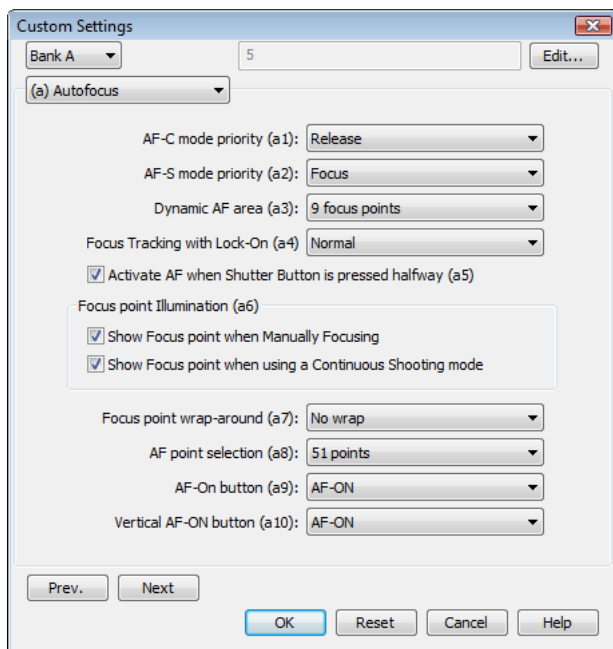 Custom Settings
Bank A 5 Edit...
(a) Autofocus
AF-C mode priority (a1): Release
AF-S mode priority (a2): Focus
Dynamic AF area (a3): 9 focus points
Focus Tracking with Lock-On (a4) Normal
Activate AF when Shutter Button is pressed halfway (a5)
Focus point Illumination (a6)
Show Focus point when Manually Focusing
Show Focus point when using a Continuous Shooting mode
Focus point wrap-around (a7): No wrap
AF point selection (a8): 51 points
AF-On button (a9): AF-ON
Vertical AF-ON button (a10): AF-ON
Prev. Next
OK Reset Cancel Help